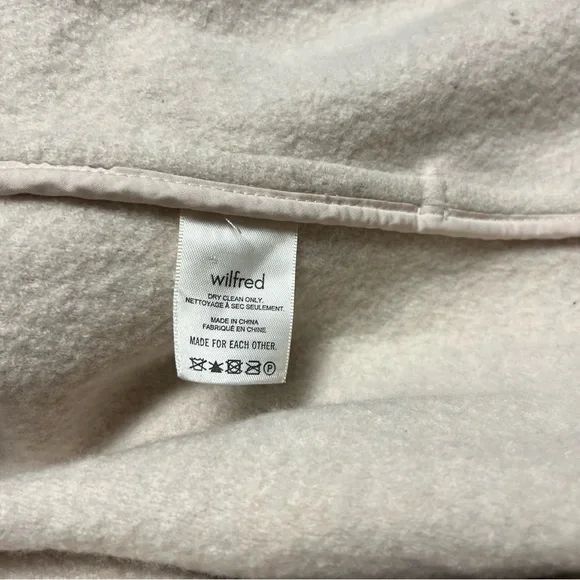 wilfred
DRY CLEAN ONLY.
NETTOYAGE À SEC SEULEMENT.
MADE IN CHINA
FABRIQUÉ EN CHINE.
MADE FOR EACH OTHER.
P